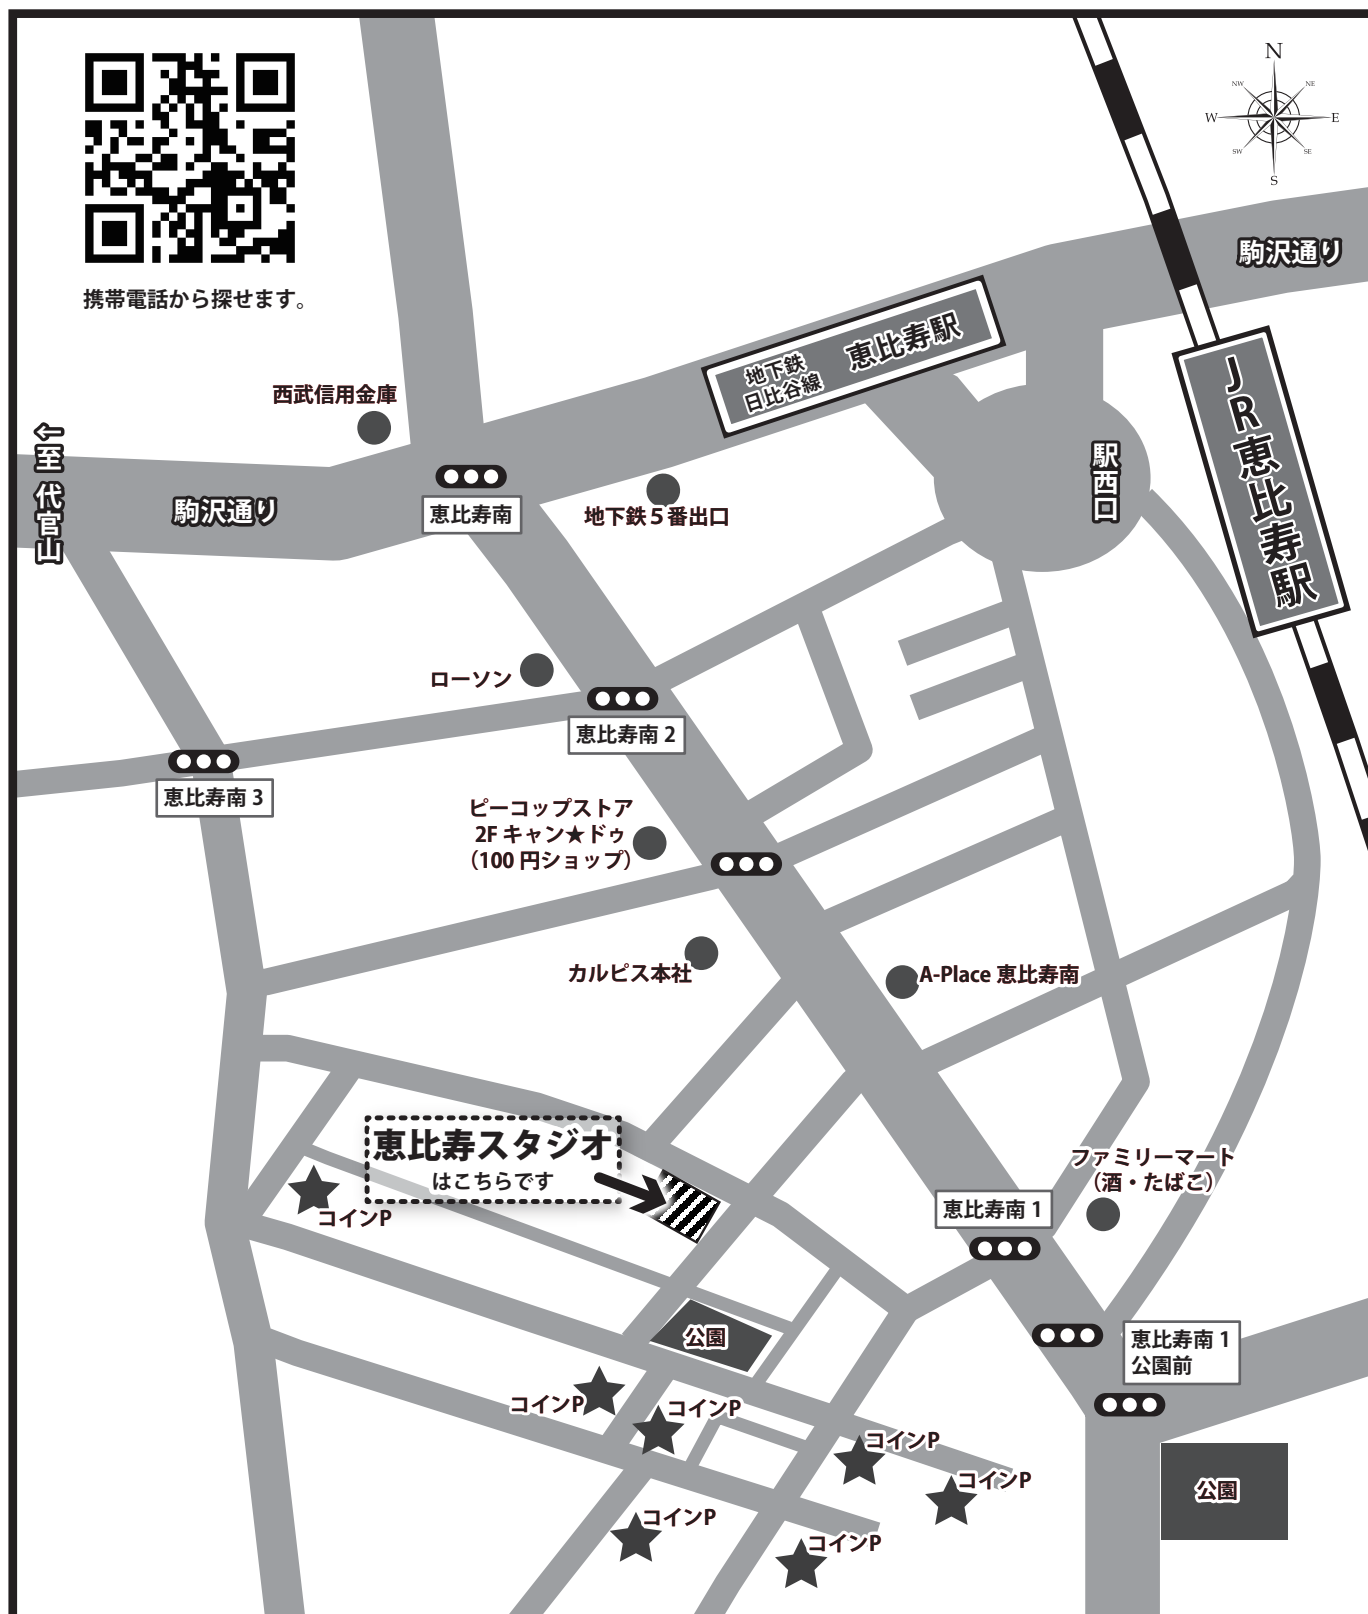 N
NW
NE
W
E
SW
SE
S
携帯電話から探せます。
駒沢通り
地下鉄
日比谷線
恵比寿駅
JR恵比寿駅
西武信用金庫
←至 代官山
駒沢通り
恵比寿南
地下鉄5番出口
駅西口
ローソン
恵比寿南 2
恵比寿南 3
ピーコップストア
2F キャン★ドゥ
（100 円ショップ）
カルピス本社
A-Place 恵比寿南
恵比寿スタジオ
はこちらです
コインP
ファミリーマート
（酒・たばこ）
恵比寿南 1
公園
恵比寿南 1
公園前
コインP
コインP
コインP
コインP
公園
コインP
コインP